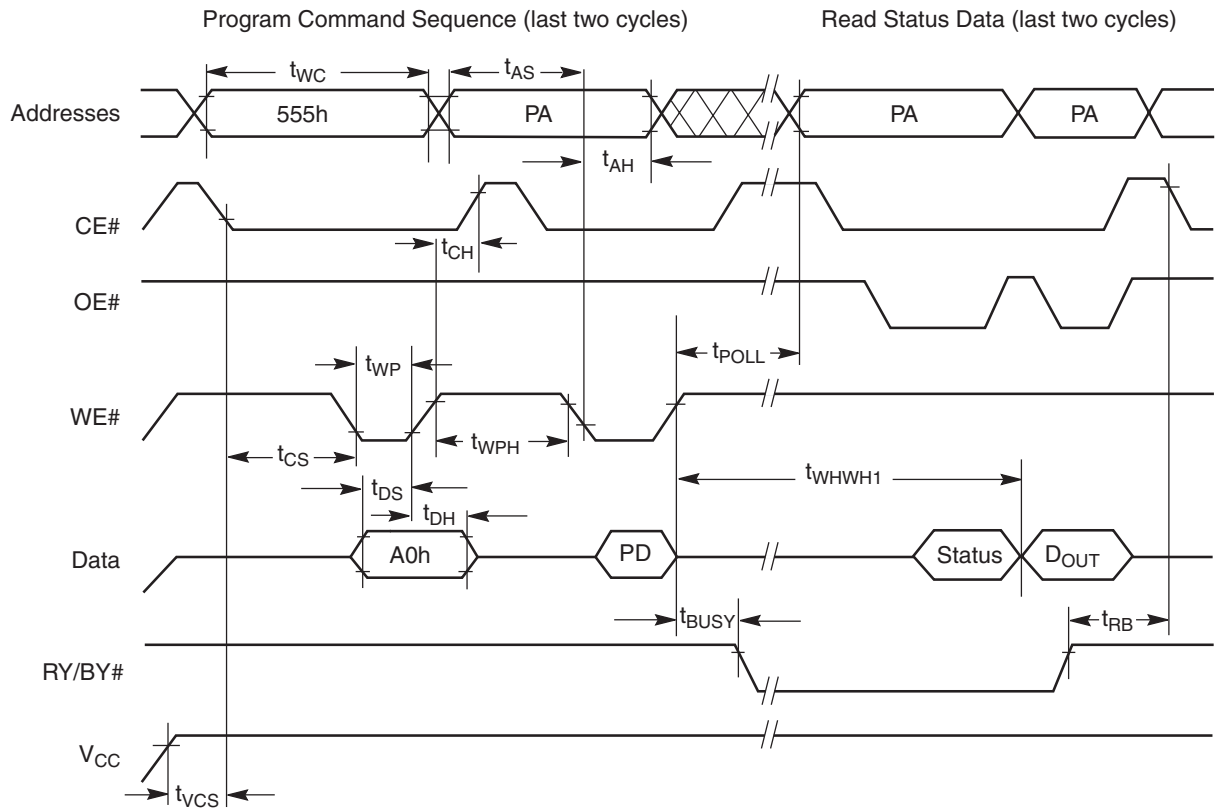 Program Command Sequence (last two cycles) Read Status Data (last two cycles)
tWC tAS
Addresses 555h PA PA PA
tAH
CE# tCH
OE#
tWP tPOLL
WE#
tCS tWPH tWHWH1
tDS
tDH
Data A0h PD Status DOUT
tBUSY tRB
RY/BY#
VCC
tVCS